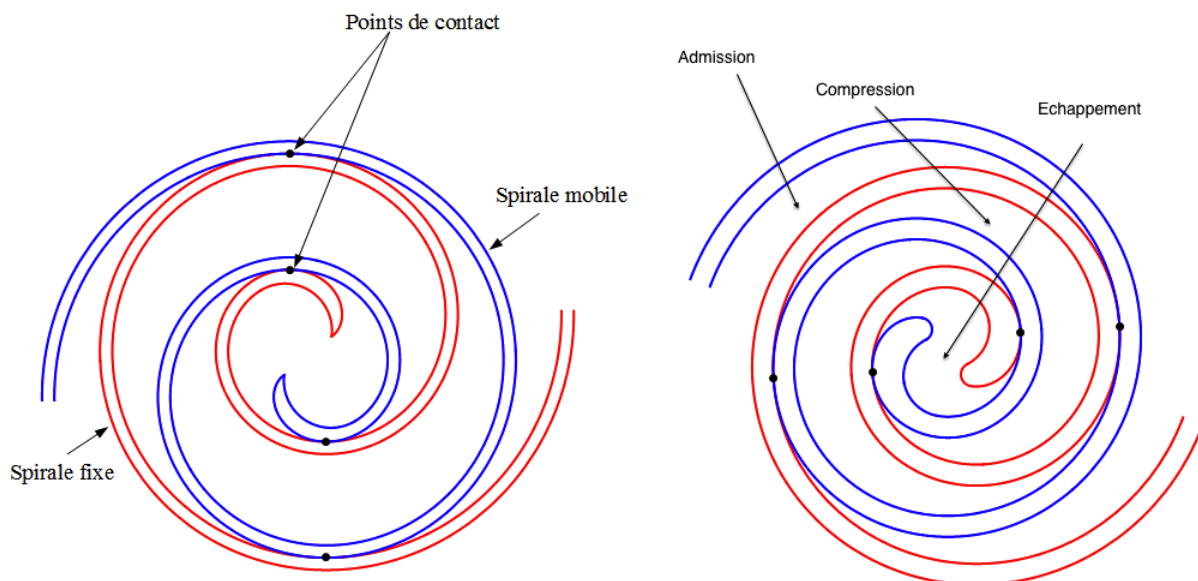 Points de contact
Spirale mobile
Spirale fixe
Admission
Compression
Echappement